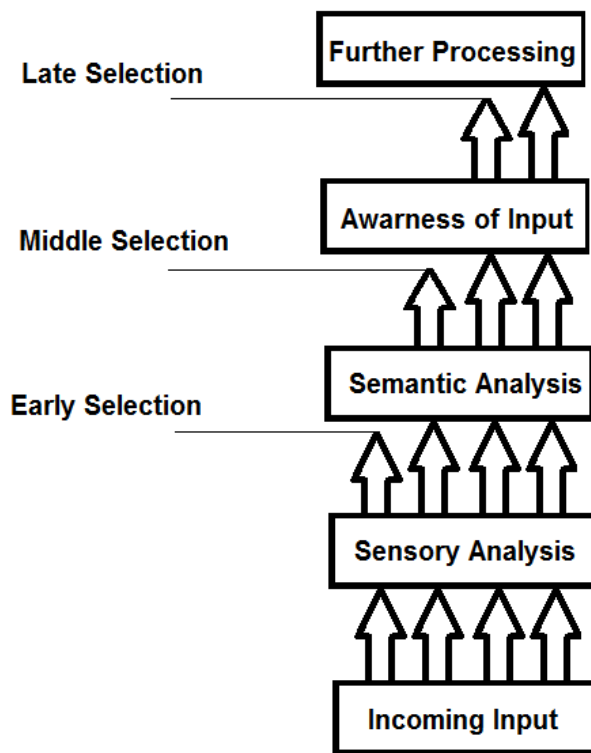 Further Processing
Late Selection
Awarness of Input
Middle Selection
Semantic Analysis
Early Selection
Sensory Analysis
Incoming Input